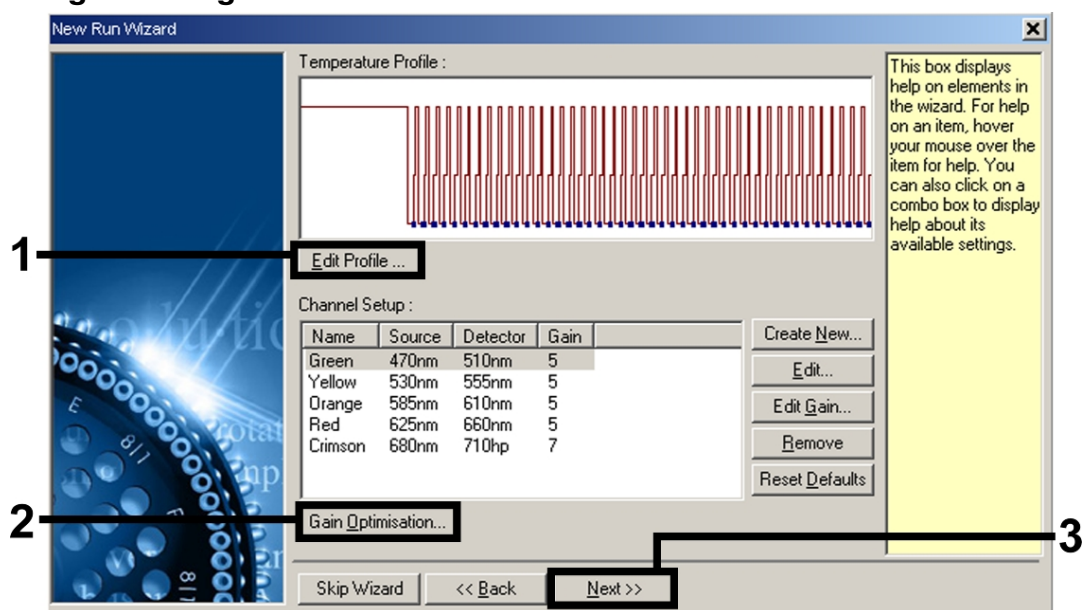 New Run Wizard
Temperature Profile :
This box displays
help on elements in
the wizard. For help
on an item, hover
your mouse over the
item for help. You
can also click on a
combo box to display
help about its
available settings.
1
Edit Profile ...
Channel Setup :
Name Source Detector Gain
Green 470nm 510nm 5
Yellow 530nm 555nm 5
Orange 585nm 610nm 5
Red 625nm 660nm 5
Crimson 680nm 710hp 7
Create New...
Edit...
Edit Gain...
Remove
Reset Defaults
2
Gain Optimisation...
3
Skip Wizard << Back Next >>